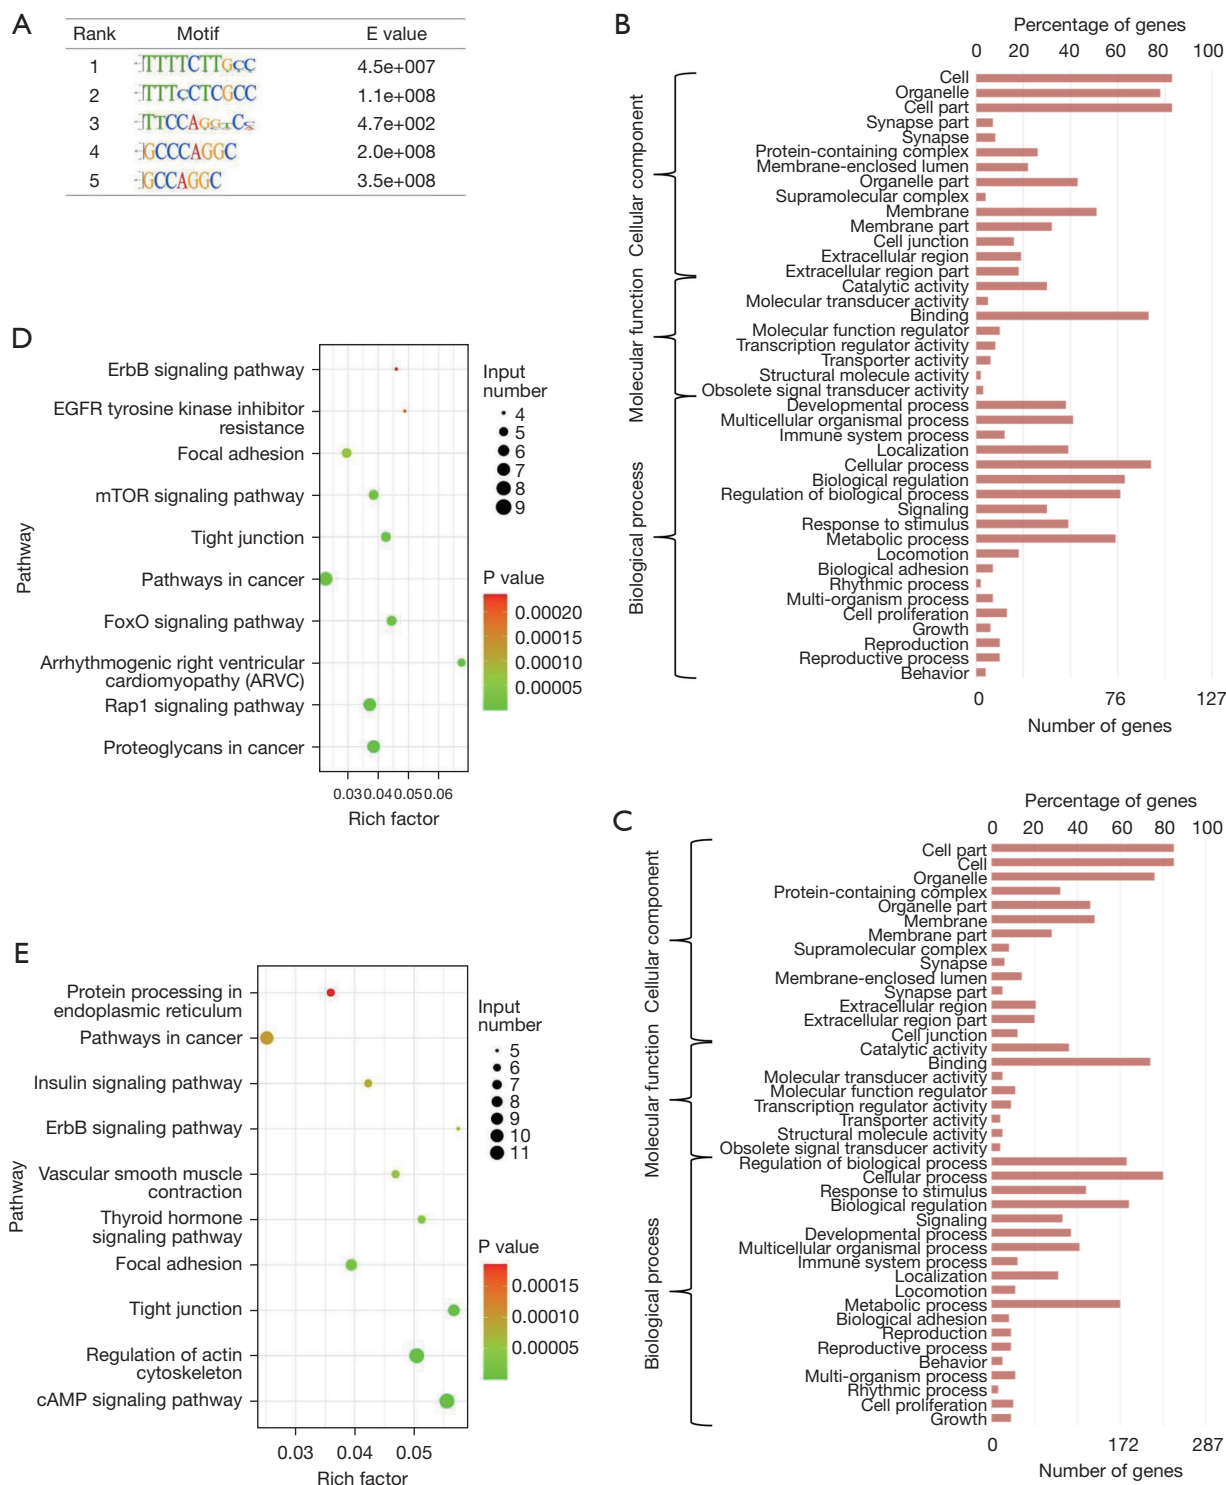 A
Rank Motif E value
1 TTTTCTTGCC 4.5e+007
2 TTTCCTCGCC 1.1e+008
3 TTCCAGG CS 4.7e+002
4 GCCCAGGC 2.0e+008
5 GCCAGGC 3.5e+008
B
Percentage of genes
0 20 40 60 80 100
Cellular component
Molecular function
Biological process
Cell
Organelle
Cell part
Synapse part
Synapse
Protein-containing complex
Membrane-enclosed lumen
Organelle part
Supramolecular complex
Membrane
Membrane part
Cell junction
Extracellular region
Extracellular region part
Catalytic activity
Molecular transducer activity
Binding
Molecular function regulator
Transcription regulator activity
Transporter activity
Structural molecule activity
Obsolete signal transducer activity
Developmental process
Multicellular organismal process
Immune system process
Localization
Cellular process
Biological regulation
Regulation of biological process
Signaling
Response to stimulus
Metabolic process
Locomotion
Biological adhesion
Rhythmic process
Multi-organism process
Cell proliferation
Growth
Reproduction
Reproductive process
Behavior
0 76 127
Number of genes
D
Pathway
ErbB signaling pathway
EGFR tyrosine kinase inhibitor
resistance
Focal adhesion
mTOR signaling pathway
Tight junction
Pathways in cancer
FoxO signaling pathway
Arrhythmogenic right ventricular
cardiomyopathy (ARVC)
Rap1 signaling pathway
Proteoglycans in cancer
0.03 0.04 0.05 0.06
Rich factor
Input
number
4
5
6
7
8
9
P value
0.00020
0.00015
0.00010
0.00005
C
Percentage of genes
0 20 40 60 80 100
Cellular component
Molecular function
Biological process
Cell part
Cell
Organelle
Protein-containing complex
Organelle part
Membrane
Membrane part
Supramolecular complex
Synapse
Membrane-enclosed lumen
Synapse part
Extracellular region
Extracellular region part
Cell junction
Catalytic activity
Binding
Molecular transducer activity
Molecular function regulator
Transcription regulator activity
Transporter activity
Structural molecule activity
Obsolete signal transducer activity
Regulation of biological process
Cellular process
Response to stimulus
Biological regulation
Signaling
Developmental process
Multicellular organismal process
Immune system process
Localization
Locomotion
Metabolic process
Biological adhesion
Reproduction
Reproductive process
Behavior
Multi-organism process
Rhythmic process
Cell proliferation
Growth
0 172 287
Number of genes
E
Pathway
Protein processing in
endoplasmic reticulum
Pathways in cancer
Insulin signaling pathway
ErbB signaling pathway
Vascular smooth muscle
contraction
Thyroid hormone
signaling pathway
Focal adhesion
Tight junction
Regulation of actin
cytoskeleton
cAMP signaling pathway
0.03 0.04 0.05
Rich factor
Input
number
5
6
7
8
9
10
11
P value
0.00015
0.00010
0.00005